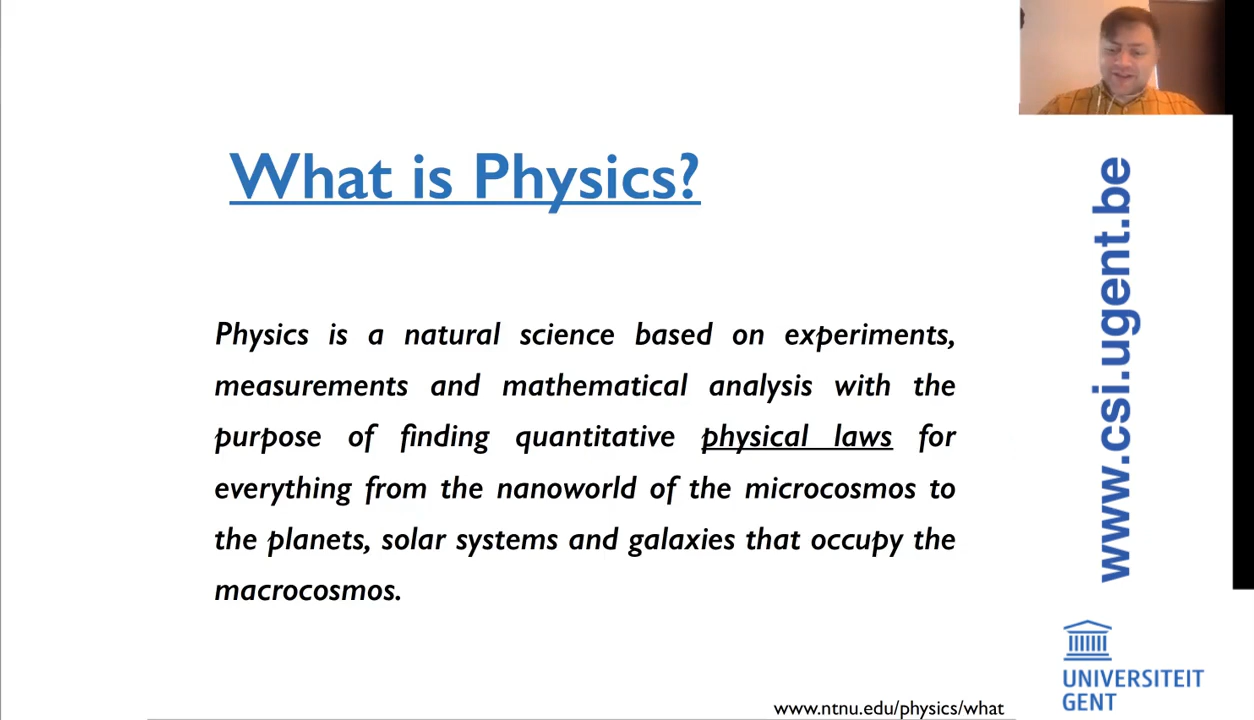 What is Physics?
Physics is a natural science based on experiments,
measurements and mathematical analysis with the
purpose of finding quantitative physical laws for
everything from the nanoworld of the microcosmos to
the planets, solar systems and galaxies that occupy the
macrocosmos.
www.csi.ugent.be
UNIVERSITEIT
GENT
www.ntnu.edu/physics/what